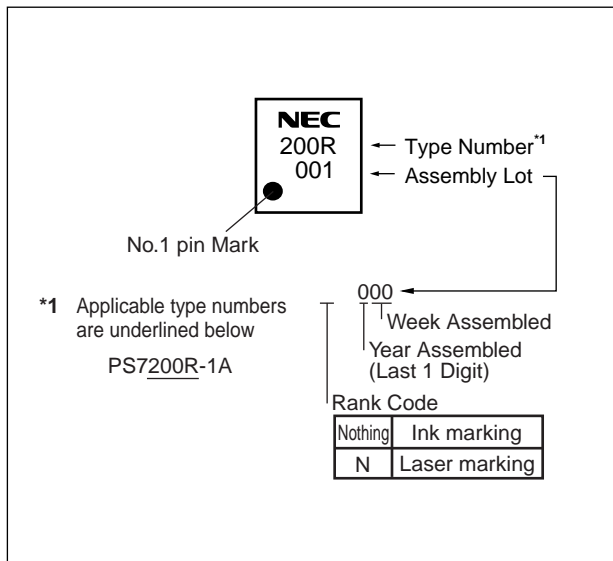 NEC
200R
001
Type Number*1
Assembly Lot
No.1 pin Mark
*1 Applicable type numbers
are underlined below
PS7200R-1A
000
Week Assembled
Year Assembled
(Last 1 Digit)
Rank Code
Nothing Ink marking
N Laser marking